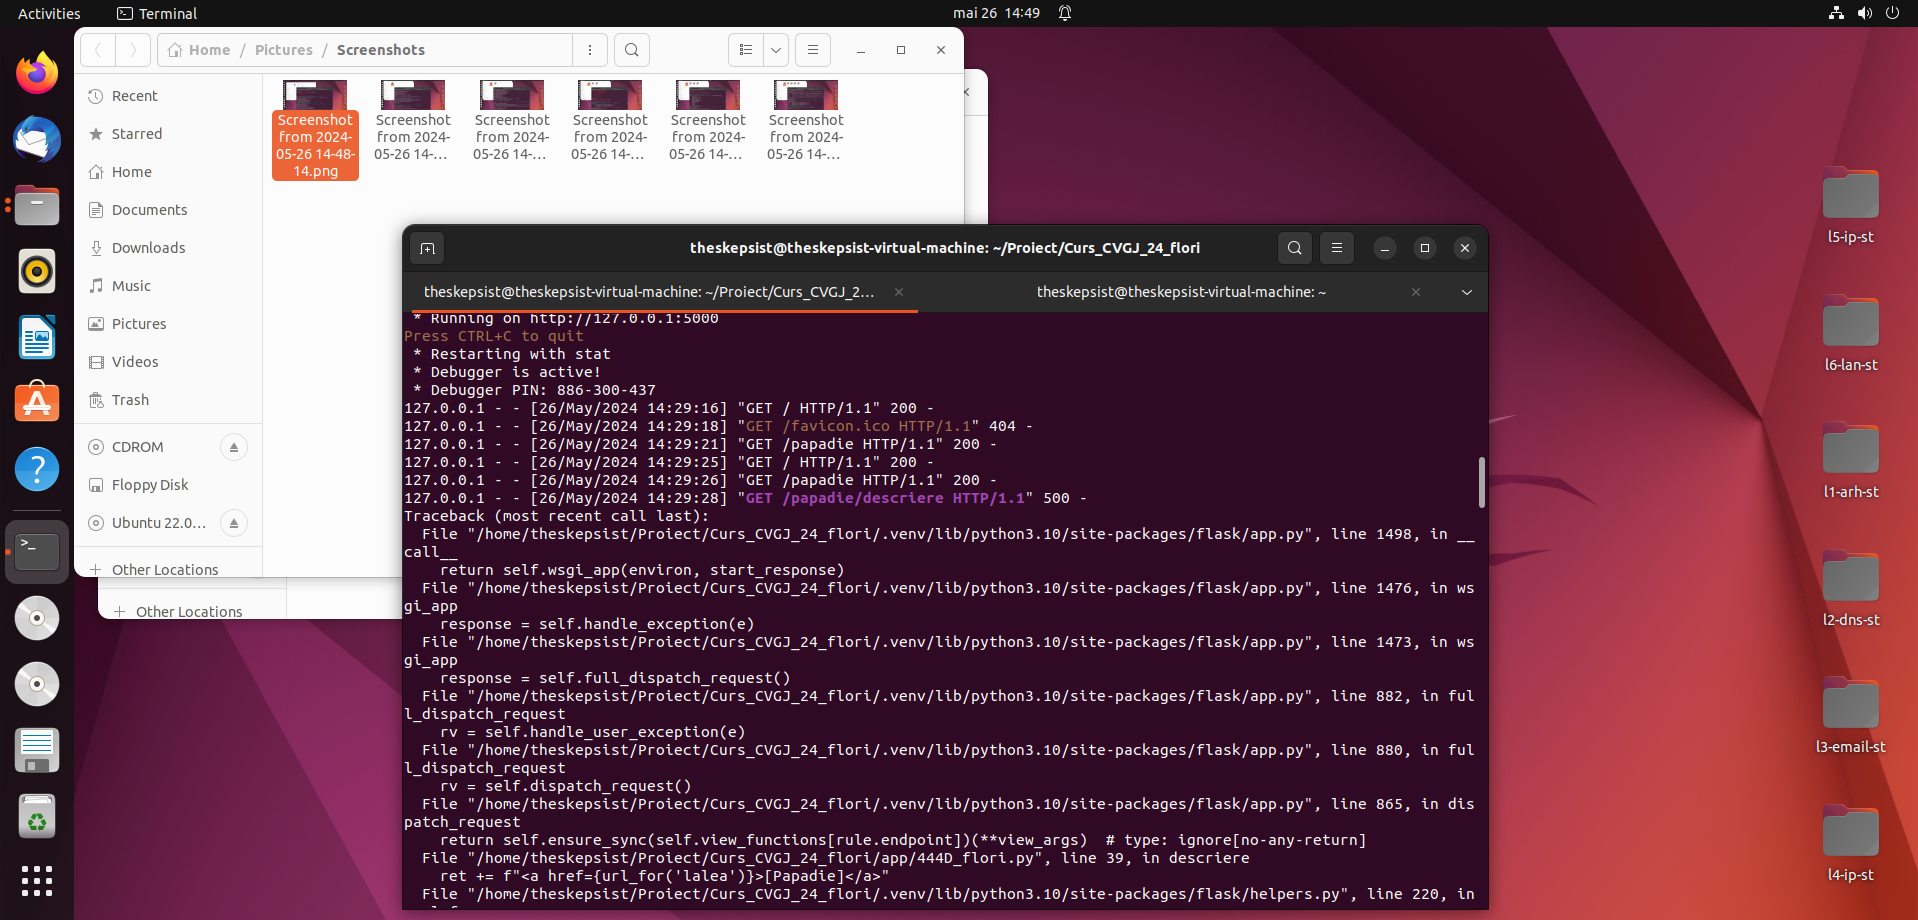 Activities
Terminal
mai 26 14:49
Home / Pictures / Screenshots
Recent
Starred
Home
Documents
Downloads
Music
Pictures
Videos
Trash
CDROM
Floppy Disk
Ubuntu 22.0...
Other Locations
Screenshot
from 2024-
05-26 14-48-
14.png
Screenshot
from 2024-
05-26 14-...
Screenshot
from 2024-
05-26 14-...
Screenshot
from 2024-
05-26 14-...
Screenshot
from 2024-
05-26 14-...
Screenshot
from 2024-
05-26 14-...
Other Locations
theskepsist@theskepsist-virtual-machine: ~/Proiect/Curs_CVGJ_24_flori
theskepsist@theskepsist-virtual-machine: ~/Proiect/Curs_CVGJ_2...
theskepsist@theskepsist-virtual-machine: ~
* Running on http://127.0.0.1:5000
Press CTRL+C to quit
* Restarting with stat
* Debugger is active!
* Debugger PIN: 886-300-437
127.0.0.1 - - [26/May/2024 14:29:16] "GET / HTTP/1.1" 200 -
127.0.0.1 - - [26/May/2024 14:29:18] "GET /favicon.ico HTTP/1.1" 404 -
127.0.0.1 - - [26/May/2024 14:29:21] "GET /papadie HTTP/1.1" 200 -
127.0.0.1 - - [26/May/2024 14:29:25] "GET / HTTP/1.1" 200 -
127.0.0.1 - - [26/May/2024 14:29:26] "GET /papadie HTTP/1.1" 200 -
127.0.0.1 - - [26/May/2024 14:29:28] "GET /papadie/descriere HTTP/1.1" 500 -
Traceback (most recent call last):
File "/home/theskepsist/Proiect/Curs_CVGJ_24_flori/.venv/lib/python3.10/site-packages/flask/app.py", line 1498, in __
call__
return self.wsgi_app(environ, start_response)
File "/home/theskepsist/Proiect/Curs_CVGJ_24_flori/.venv/lib/python3.10/site-packages/flask/app.py", line 1476, in ws
gi_app
response = self.handle_exception(e)
File "/home/theskepsist/Proiect/Curs_CVGJ_24_flori/.venv/lib/python3.10/site-packages/flask/app.py", line 1473, in ws
gi_app
response = self.full_dispatch_request()
File "/home/theskepsist/Proiect/Curs_CVGJ_24_flori/.venv/lib/python3.10/site-packages/flask/app.py", line 882, in ful
l_dispatch_request
rv = self.handle_user_exception(e)
File "/home/theskepsist/Proiect/Curs_CVGJ_24_flori/.venv/lib/python3.10/site-packages/flask/app.py", line 880, in ful
l_dispatch_request
rv = self.dispatch_request()
File "/home/theskepsist/Proiect/Curs_CVGJ_24_flori/.venv/lib/python3.10/site-packages/flask/app.py", line 865, in dis
patch_request
return self.ensure_sync(self.view_functions[rule.endpoint])(**view_args)  # type: ignore[no-any-return]
File "/home/theskepsist/Proiect/Curs_CVGJ_24_flori/app/444D_flori.py", line 39, in descriere
ret += f"<a href={url_for('lalea')}>[Papadie]</a>"
File "/home/theskepsist/Proiect/Curs_CVGJ_24_flori/.venv/lib/python3.10/site-packages/flask/helpers.py", line 220, in
l5-ip-st
l6-lan-st
l1-arh-st
l2-dns-st
l3-email-st
l4-ip-st